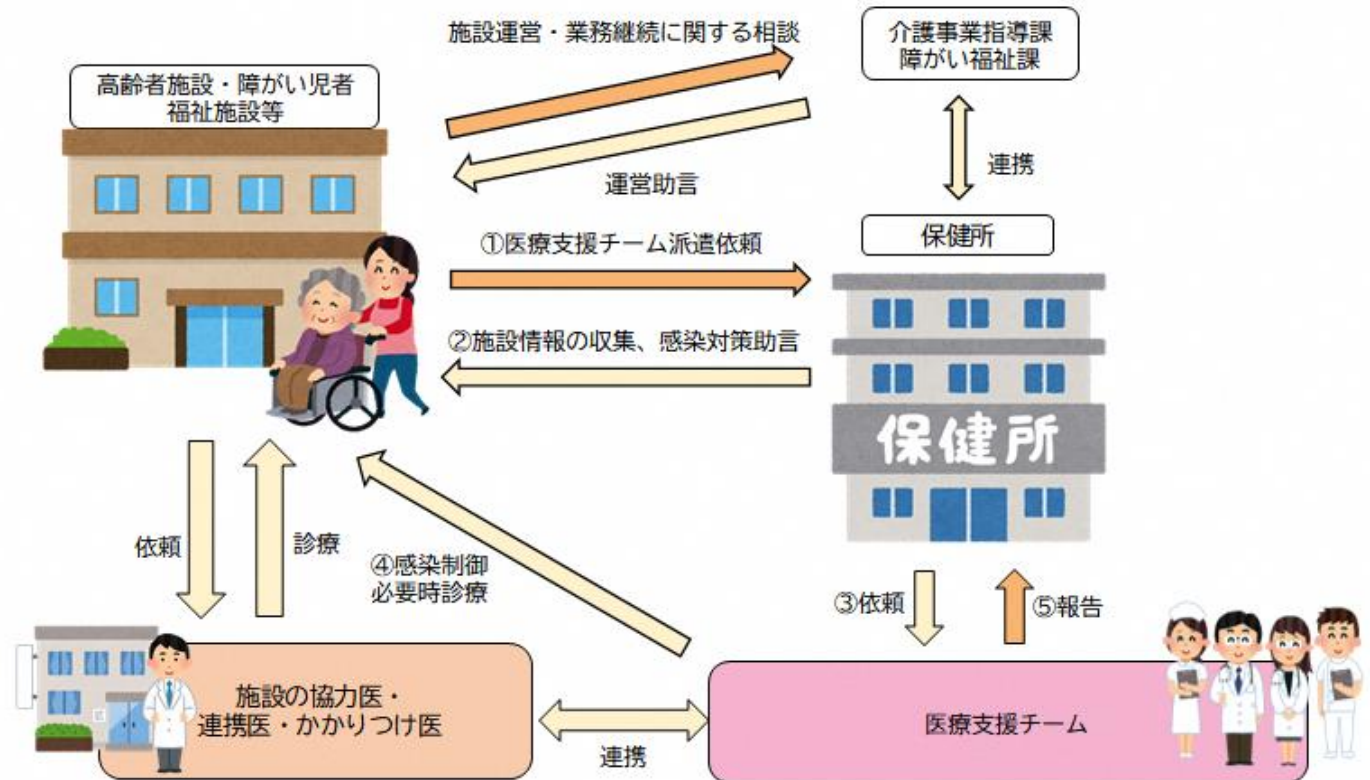 施設運営・業務継続に関する相談
介護事業指導課
障がい福祉課
高齢者施設・障がい児者
福祉施設等
運営助言
連携
保健所
①医療支援チーム派遣依頼
②施設情報の収集、感染対策助言
保健所
依頼
診療
④感染制御
必要時診療
③依頼
⑤報告
施設の協力医・
連携医・かかりつけ医
連携
医療支援チーム